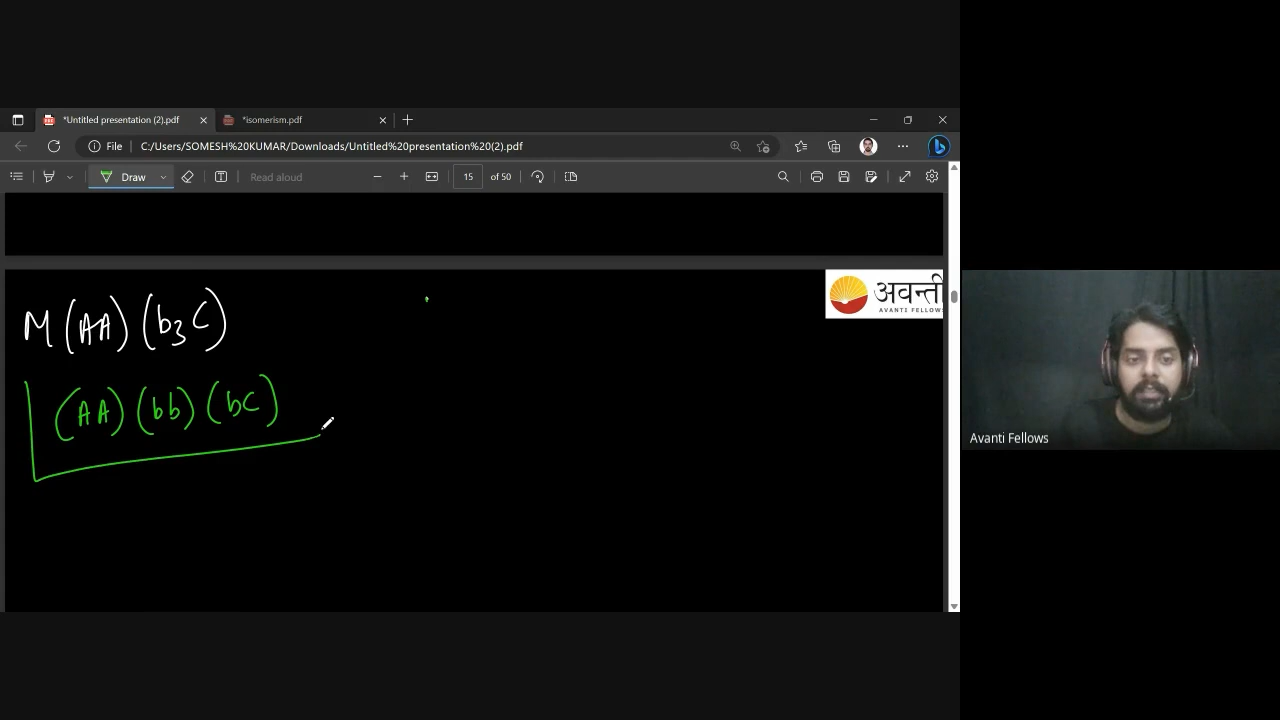 *Untitled presentation (2).pdf
*isomerism.pdf
File
C:/Users/SOMESH%20KUMAR/Downloads/Untitled%20presentation%20(2).pdf
Draw
Read aloud
15 of 50
अवन्ती
AVANTI FELLOWS
M(AA)(b3C)
(AA)(bb)(bC)
Avanti Fellows